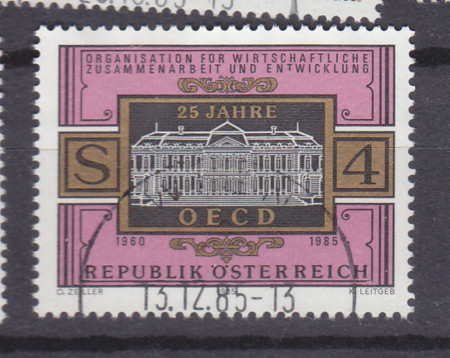 ORGANISATION FÜR WIRTSCHAFTLICHE
ZUSAMMENARBEIT UND ENTWICKLUNG
25 JAHRE
S 4
OECD
1960 1985
REPUBLIK ÖSTERREICH
O. ZEILLER 1985 K. LEITGEB
13.12.85-13